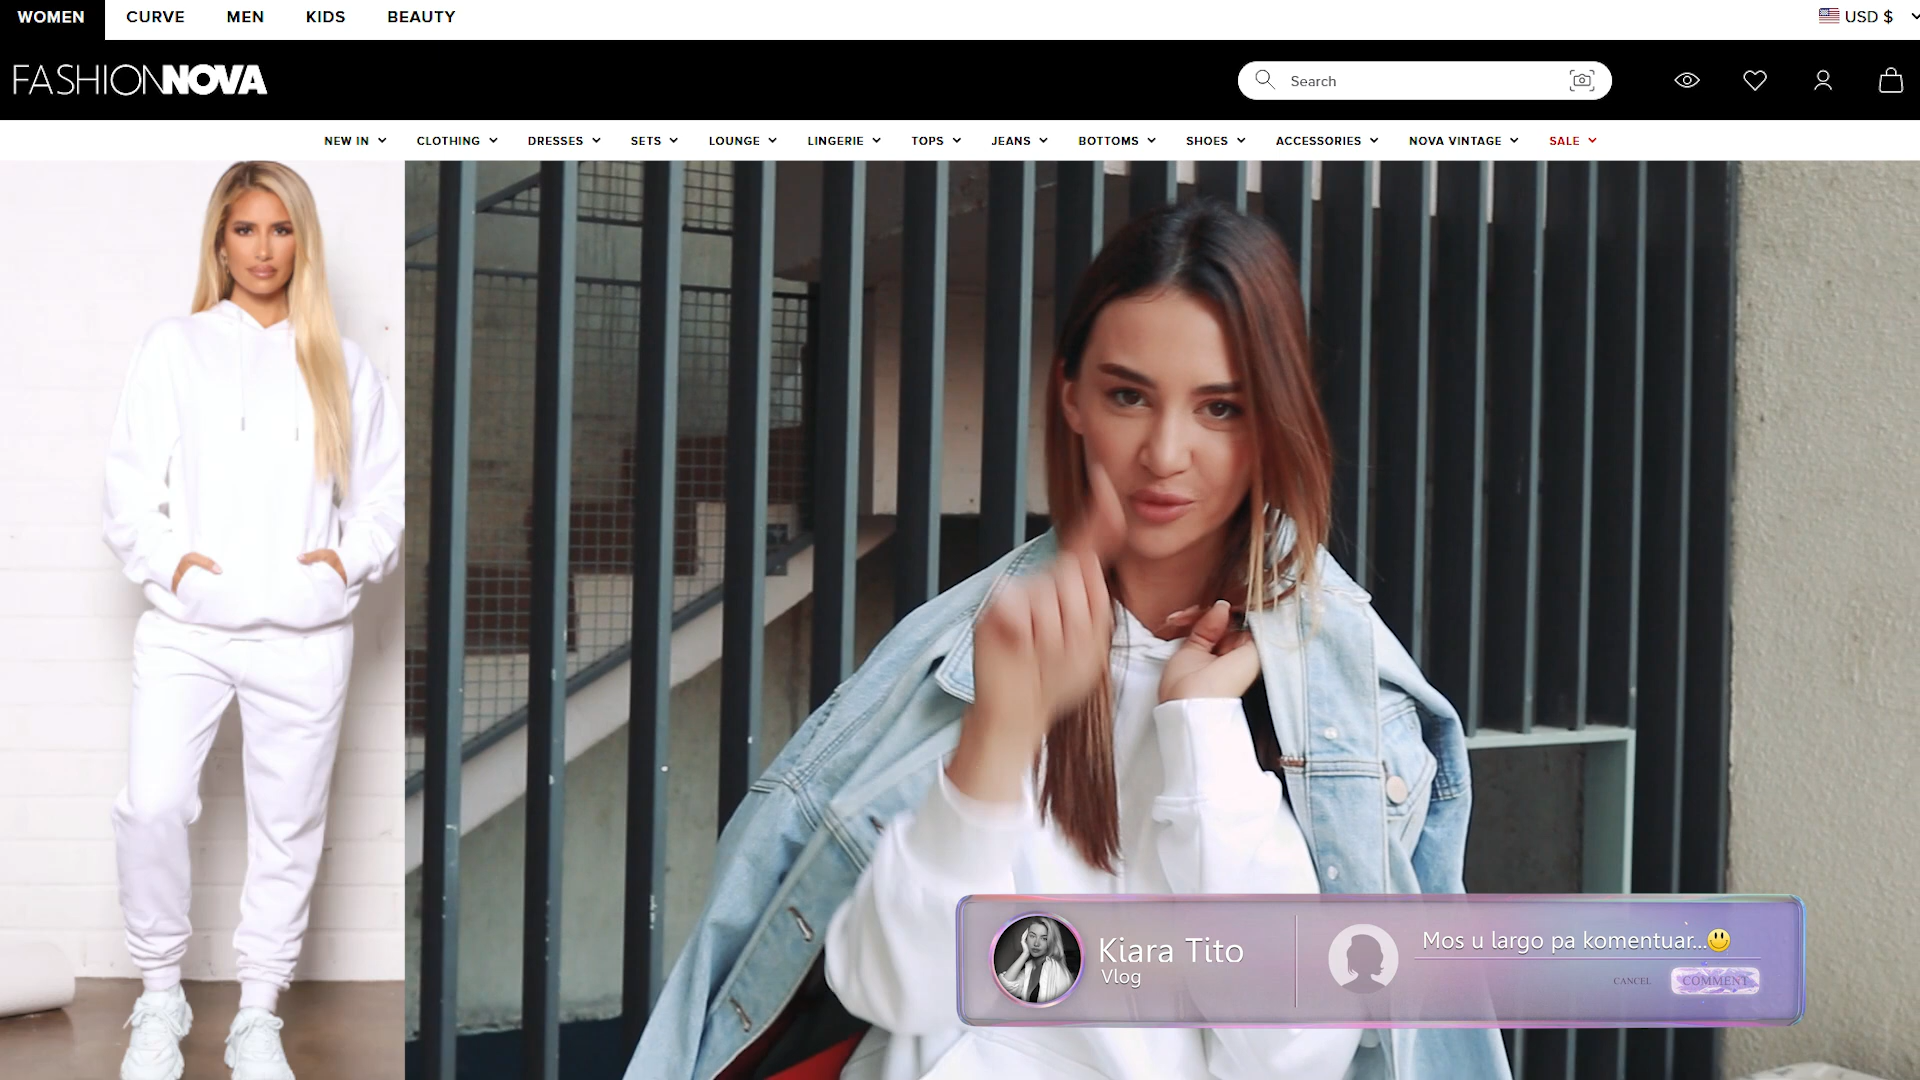 WOMEN
CURVE
MEN
KIDS
BEAUTY
USD $
FASHIONNOVA
Search
NEW IN
CLOTHING
DRESSES
SETS
LOUNGE
LINGERIE
TOPS
JEANS
BOTTOMS
SHOES
ACCESSORIES
NOVA VINTAGE
SALE
Kiara Tito
Vlog
Mos u largo pa komentuar...🙂
CANCEL
COMMENT